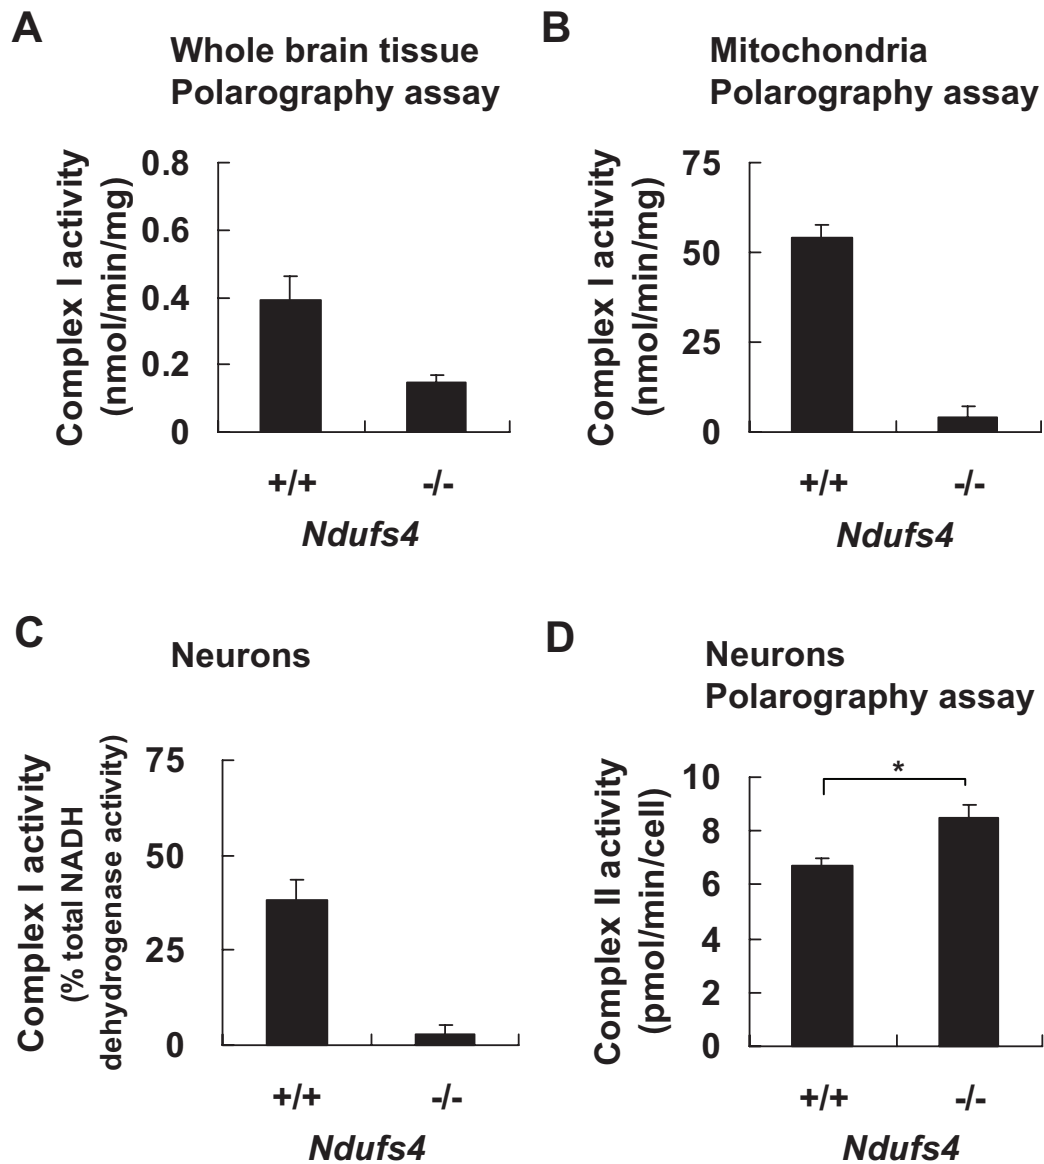 A
Whole brain tissue
Polarography assay
Complex I activity
(nmol/min/mg)
0.8
0.6
0.4
0.2
0
+/+
-/-
Ndufs4
B
Mitochondria
Polarography assay
Complex I activity
(nmol/min/mg)
75
50
25
0
+/+
-/-
Ndufs4
C
Neurons
Complex I activity
(% total NADH
dehydrogenase activity)
75
50
25
0
+/+
-/-
Ndufs4
D
Neurons
Polarography assay
Complex II activity
(pmol/min/cell)
10
8
6
4
2
0
*
+/+
-/-
Ndufs4